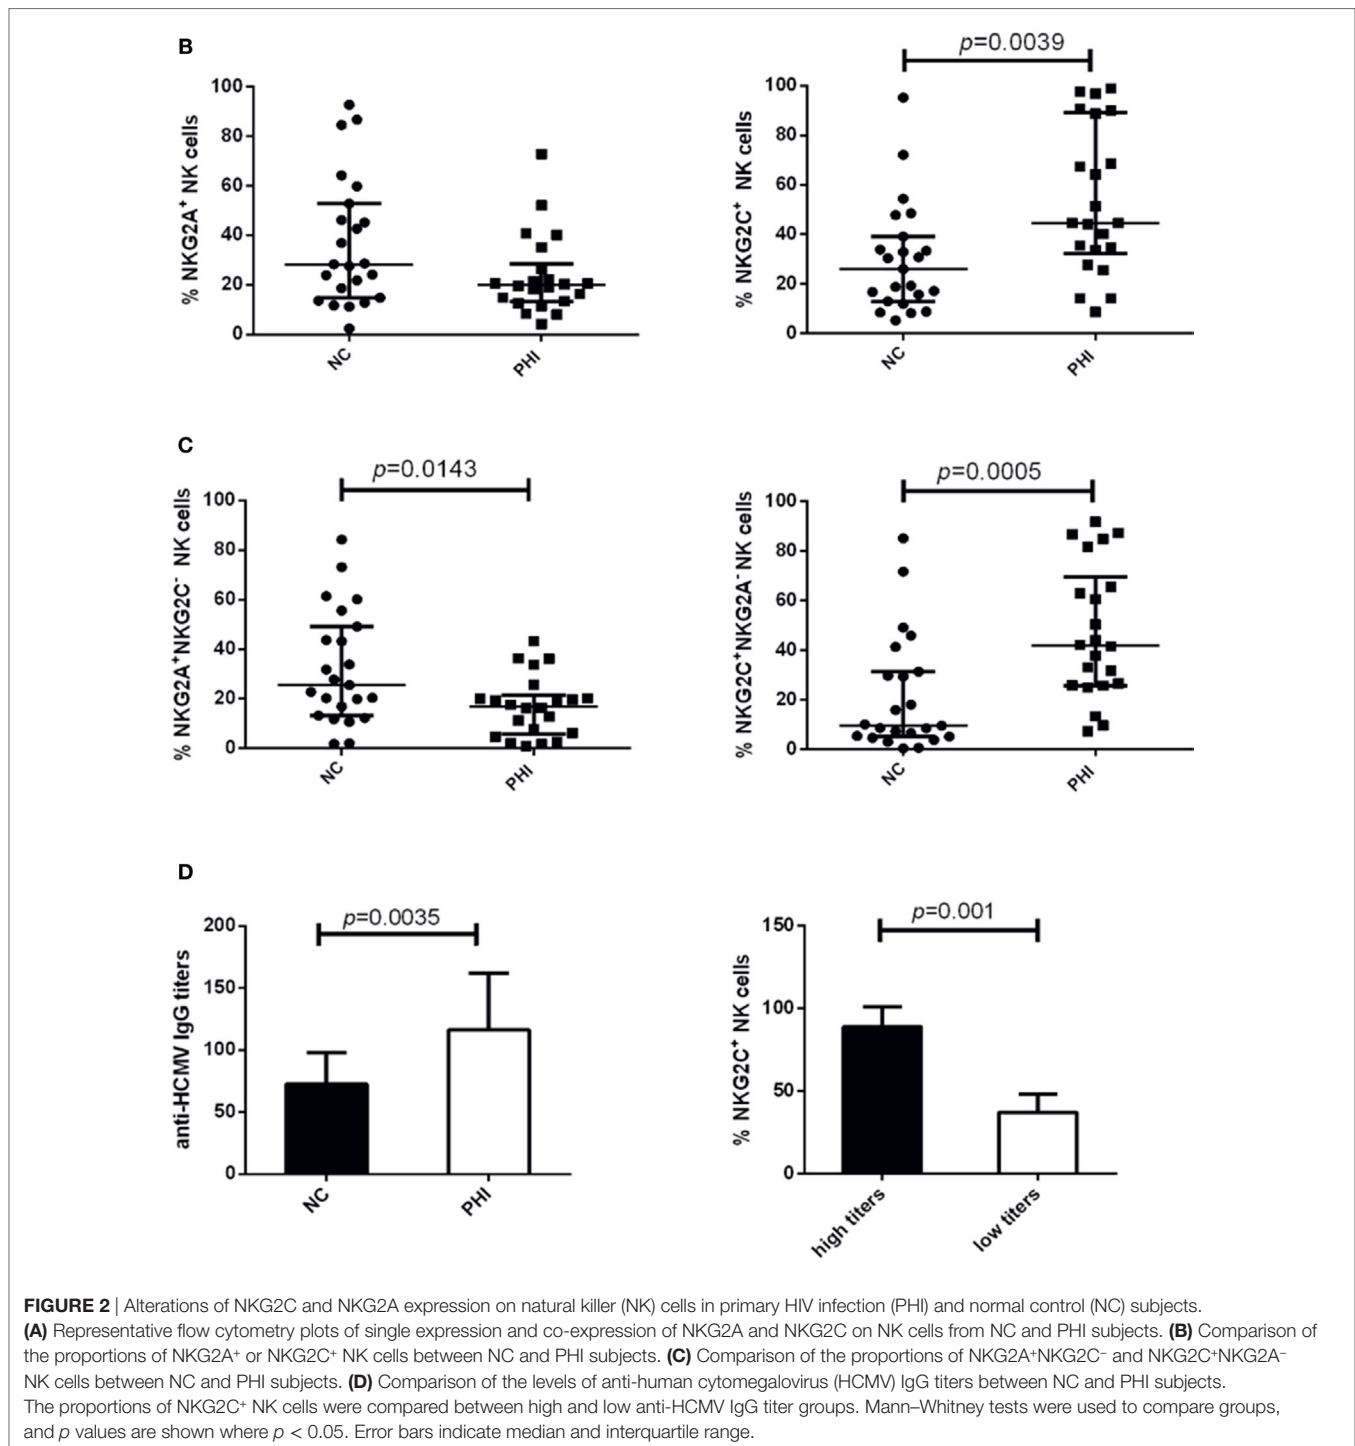 B
p=0.0039
% NKG2A⁺ NK cells
100
80
60
40
20
0
NC
PHI
% NKG2C⁺ NK cells
100
80
60
40
20
0
NC
PHI
C
p=0.0143
% NKG2A⁺NKG2C⁻ NK cells
100
80
60
40
20
0
NC
PHI
p=0.0005
% NKG2C⁺NKG2A⁻ NK cells
100
80
60
40
20
0
NC
PHI
D
p=0.0035
anti-HCMV IgG titers
200
150
100
50
0
NC
PHI
p=0.001
% NKG2C⁺ NK cells
150
100
50
0
high titers
low titers
FIGURE 2 | Alterations of NKG2C and NKG2A expression on natural killer (NK) cells in primary HIV infection (PHI) and normal control (NC) subjects.
(A) Representative flow cytometry plots of single expression and co-expression of NKG2A and NKG2C on NK cells from NC and PHI subjects. (B) Comparison of
the proportions of NKG2A⁺ or NKG2C⁺ NK cells between NC and PHI subjects. (C) Comparison of the proportions of NKG2A⁺NKG2C⁻ and NKG2C⁺NKG2A⁻
NK cells between NC and PHI subjects. (D) Comparison of the levels of anti-human cytomegalovirus (HCMV) IgG titers between NC and PHI subjects.
The proportions of NKG2C⁺ NK cells were compared between high and low anti-HCMV IgG titer groups. Mann–Whitney tests were used to compare groups,
and p values are shown where p < 0.05. Error bars indicate median and interquartile range.